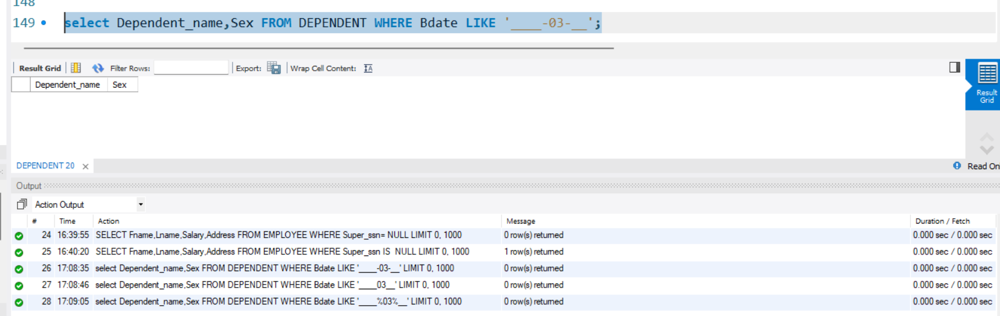 148
149 select Dependent_name,Sex FROM DEPENDENT WHERE Bdate LIKE '____-03-__';
Result Grid Filter Rows: Export: Wrap Cell Content:
Dependent_name Sex
Result
Grid
DEPENDENT 20 Read On
Output
Action Output
# Time Action Message Duration / Fetch
24 16:39:55 SELECT Fname,Lname,Salary,Address FROM EMPLOYEE WHERE Super_ssn= NULL LIMIT 0, 1000 0 row(s) returned 0.000 sec / 0.000 sec
25 16:40:20 SELECT Fname,Lname,Salary,Address FROM EMPLOYEE WHERE Super_ssn IS  NULL LIMIT 0, 1000 1 row(s) returned 0.000 sec / 0.000 sec
26 17:08:35 select Dependent_name,Sex FROM DEPENDENT WHERE Bdate LIKE '____-03-__' LIMIT 0, 1000 0 row(s) returned 0.000 sec / 0.000 sec
27 17:08:46 select Dependent_name,Sex FROM DEPENDENT WHERE Bdate LIKE '____03__' LIMIT 0, 1000 0 row(s) returned 0.000 sec / 0.000 sec
28 17:09:05 select Dependent_name,Sex FROM DEPENDENT WHERE Bdate LIKE '____%03%__' LIMIT 0, 1000 0 row(s) returned 0.000 sec / 0.000 sec